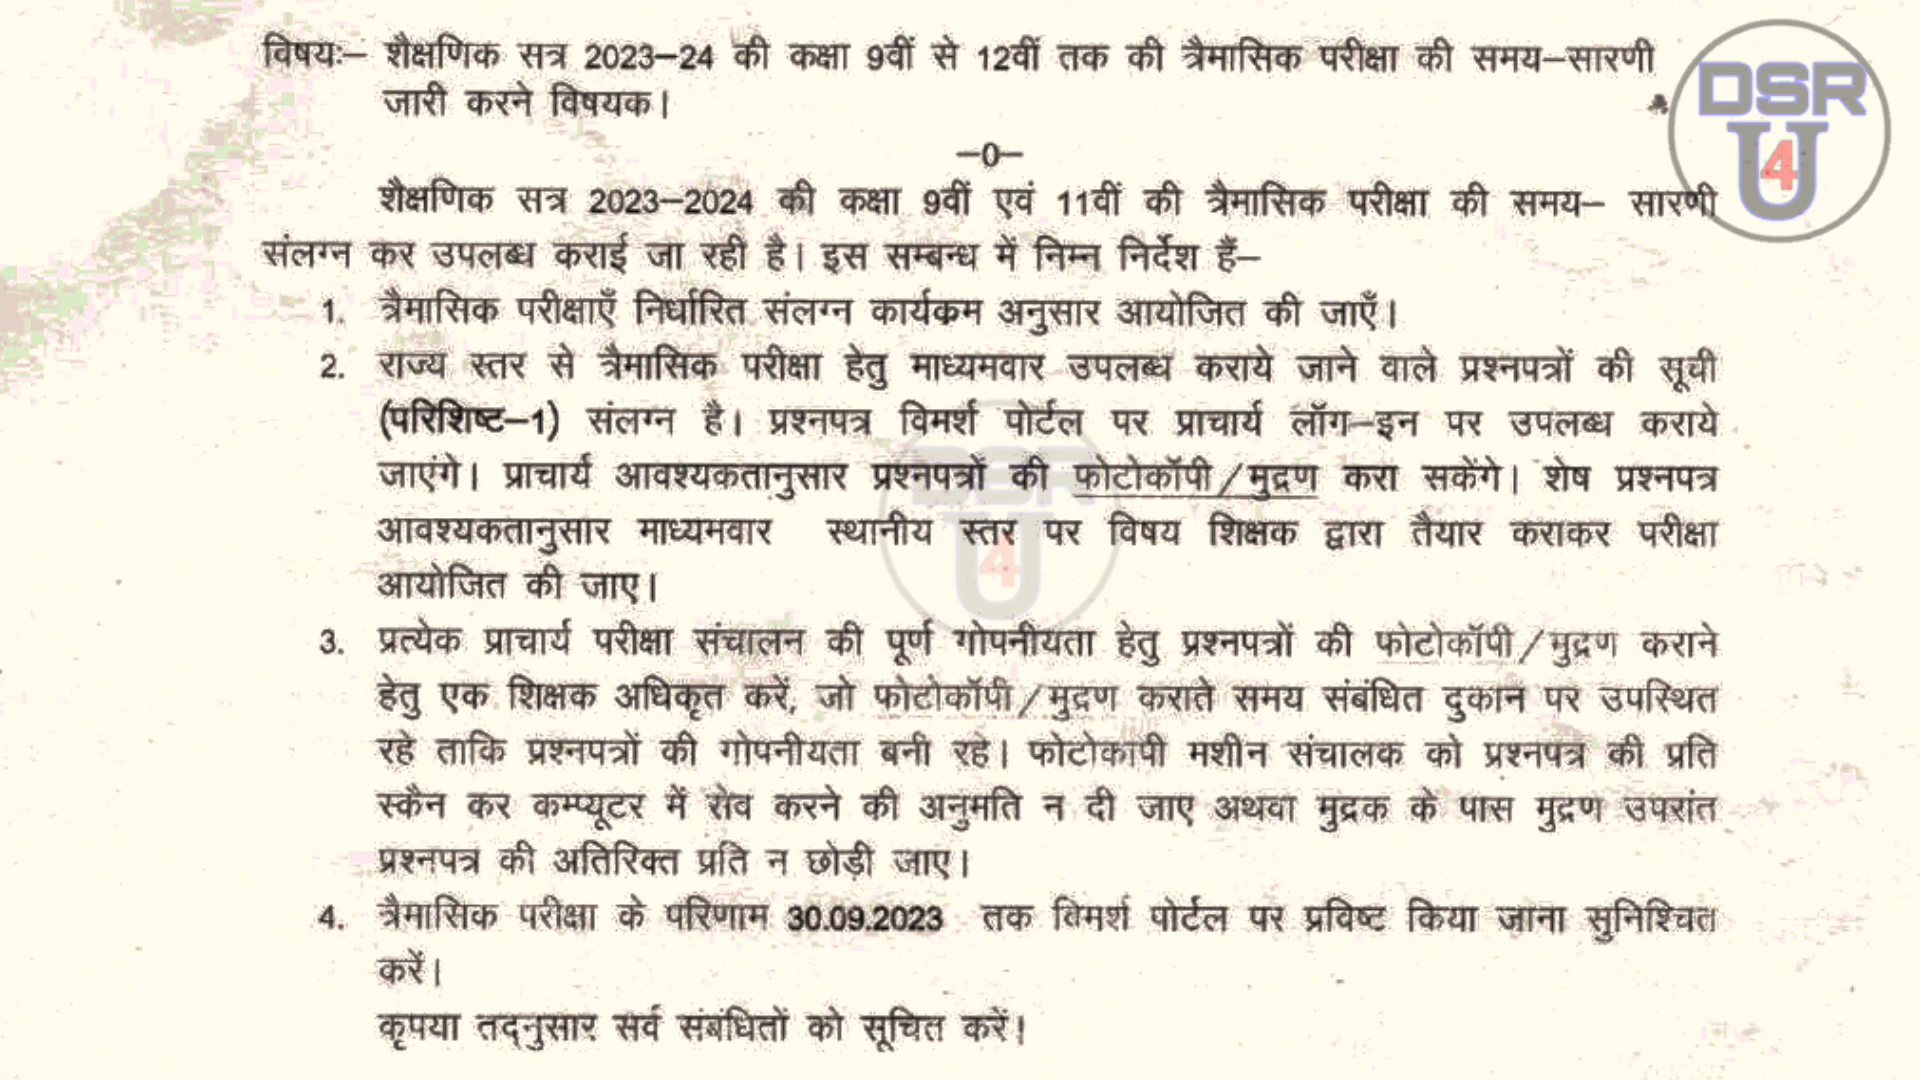 विषयः– शैक्षणिक सत्र 2023–24 की कक्षा 9वीं से 12वीं तक की त्रैमासिक परीक्षा की समय–सारणी
जारी करने विषयक।
DSR
U
4
–0–
शैक्षणिक सत्र 2023–2024 की कक्षा 9वीं एवं 11वीं की त्रैमासिक परीक्षा की समय– सारणी
संलग्न कर उपलब्ध कराई जा रही है। इस सम्बन्ध में निम्न निर्देश हैं–
1. त्रैमासिक परीक्षाएँ निर्धारित संलग्न कार्यकम अनुसार आयोजित की जाएँ।
2. राज्य स्तर से त्रैमासिक परीक्षा हेतु माध्यमवार उपलब्ध कराये जाने वाले प्रश्नपत्रों की सूची
(परिशिष्ट–1) संलग्न है। प्रश्नपत्र विमर्श पोर्टल पर प्राचार्य लॉग–इन पर उपलब्ध कराये
जाएंगे। प्राचार्य आवश्यकतानुसार प्रश्नपत्रों की फोटोकॉपी/मुद्रण करा सकेंगे। शेष प्रश्नपत्र
आवश्यकतानुसार माध्यमवार स्थानीय स्तर पर विषय शिक्षक द्वारा तैयार कराकर परीक्षा
आयोजित की जाए।
DSR
U
4
3. प्रत्येक प्राचार्य परीक्षा संचालन की पूर्ण गोपनीयता हेतु प्रश्नपत्रों की फोटोकॉपी/मुद्रण कराने
हेतु एक शिक्षक अधिकृत करें, जो फोटोकॉपी/मुद्रण कराते समय संबंधित दुकान पर उपस्थित
रहे ताकि प्रश्नपत्रों की गोपनीयता बनी रहे। फोटोकापी मशीन संचालक को प्रश्नपत्र की प्रति
स्कैन कर कम्प्यूटर में सेव करने की अनुमति न दी जाए अथवा मुद्रक के पास मुद्रण उपरांत
प्रश्नपत्र की अतिरिक्त प्रति न छोड़ी जाए।
4. त्रैमासिक परीक्षा के परिणाम 30.09.2023 तक विमर्श पोर्टल पर प्रविष्ट किया जाना सुनिश्चित
करें।
कृपया तद्नुसार सर्व संबंधितों को सूचित करें।